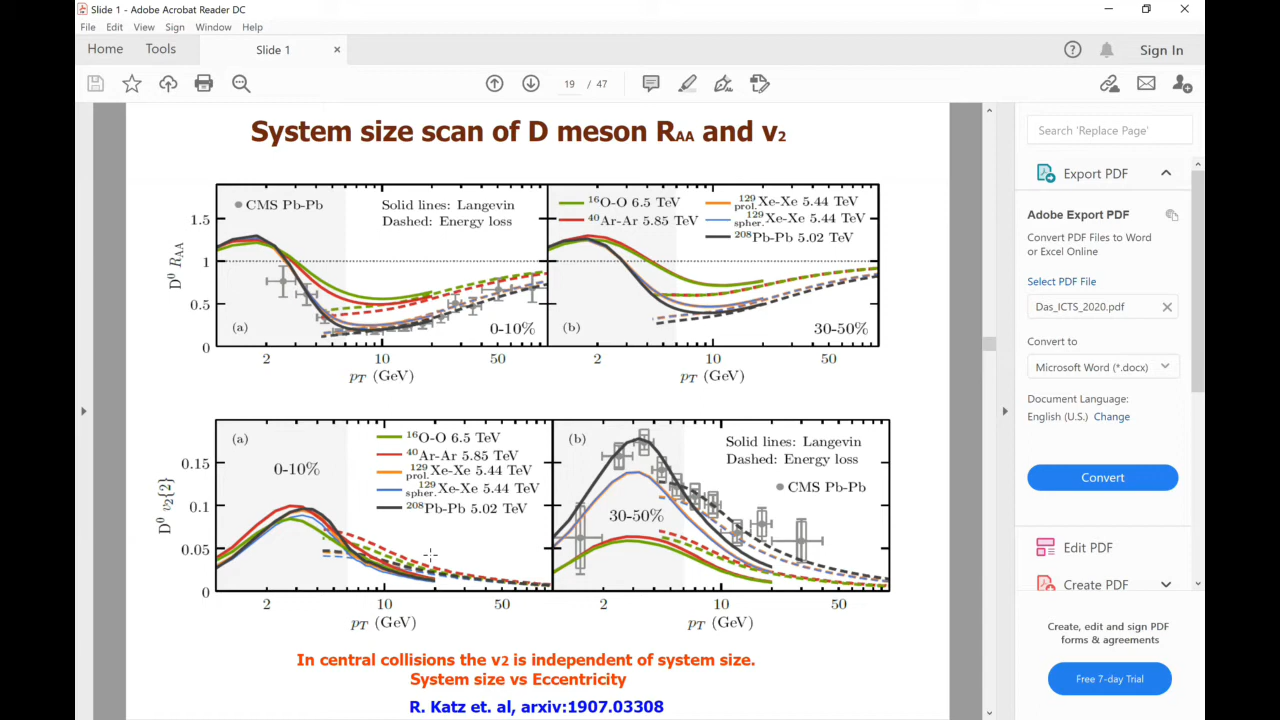 Slide 1 - Adobe Acrobat Reader DC
File Edit View Sign Window Help
Home Tools Slide 1 × Sign In
19 / 47
System size scan of D meson RAA and v2
CMS Pb-Pb
Solid lines: Langevin
Dashed: Energy loss
16O-O 6.5 TeV
40Ar-Ar 5.85 TeV
129Xe-Xe 5.44 TeV
prol.
129Xe-Xe 5.44 TeV
spher.
208Pb-Pb 5.02 TeV
D0 RAA
1.5
1
0.5
0
(a) 0-10%
(b) 30-50%
2 10 50 2 10 50
pT (GeV) pT (GeV)
(a)
0-10%
16O-O 6.5 TeV
40Ar-Ar 5.85 TeV
129Xe-Xe 5.44 TeV
prol.
129Xe-Xe 5.44 TeV
spher.
208Pb-Pb 5.02 TeV
(b)
Solid lines: Langevin
Dashed: Energy loss
CMS Pb-Pb
30-50%
D0 v2{2}
0.15
0.1
0.05
0
2 10 50 2 10 50
pT (GeV) pT (GeV)
In central collisions the v2 is independent of system size.
System size vs Eccentricity
R. Katz et. al, arxiv:1907.03308
Search 'Replace Page'
Export PDF
Adobe Export PDF
Convert PDF Files to Word
or Excel Online
Select PDF File
Das_ICTS_2020.pdf
Convert to
Microsoft Word (*.docx)
Document Language:
English (U.S.) Change
Convert
Edit PDF
Create PDF
Create, edit and sign PDF
forms & agreements
Free 7-day Trial